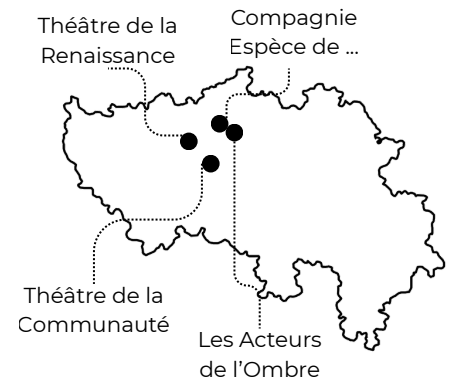 Théâtre de la
Renaissance
Compagnie
Espèce de ...
Théâtre de la
Communauté
Les Acteurs
de l'Ombre